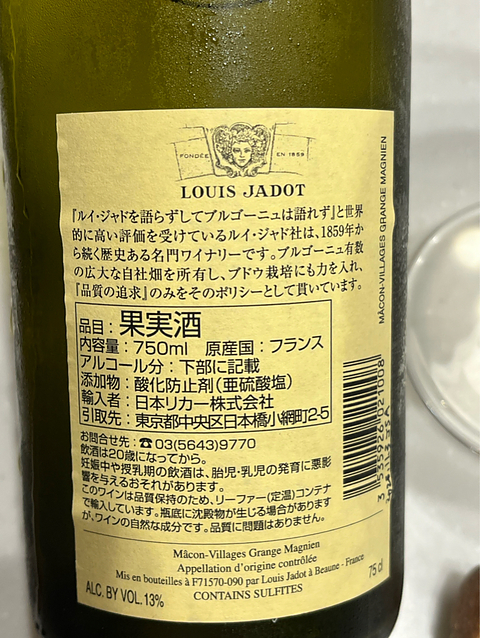 FONDÉE EN 1859
LOUIS JADOT
『ルイ・ジャドを語らずしてブルゴーニュは語れず』と世界
的に高い評価を受けているルイ・ジャド社は、1859年か
ら続く歴史ある名門ワイナリーです。ブルゴーニュ有数
の広大な自社畑を所有し、ブドウ栽培にも力を入れ、
『品質の追求』のみをそのポリシーとして貫いています。
品目：果実酒
内容量：750ml 原産国：フランス
アルコール分：下部に記載
添加物：酸化防止剤（亜硫酸塩）
輸入者：日本リカー株式会社
引取先：東京都中央区日本橋小網町2-5
お問合せ先：☎03(5643)9770
飲酒は20歳になってから。
妊娠中や授乳期の飲酒は、胎児・乳児の発育に悪影
響を与えるおそれがあります。
このワインは品質保持のため、リーファー(定温)コンテナ
で輸入しています。瓶底に沈殿物が生じる場合があります
が、ワインの自然な成分です。品質に問題はありません。
Mâcon-Villages Grange Magnien
Appellation d'origine contrôlée
Mis en bouteilles à F71570-090 par Louis Jadot à Beaune - France
CONTAINS SULFITES
ALC. BY VOL. 13%
75 cl
MÂCON-VILLAGES GRANGE MAGNIEN
3 535926 021008